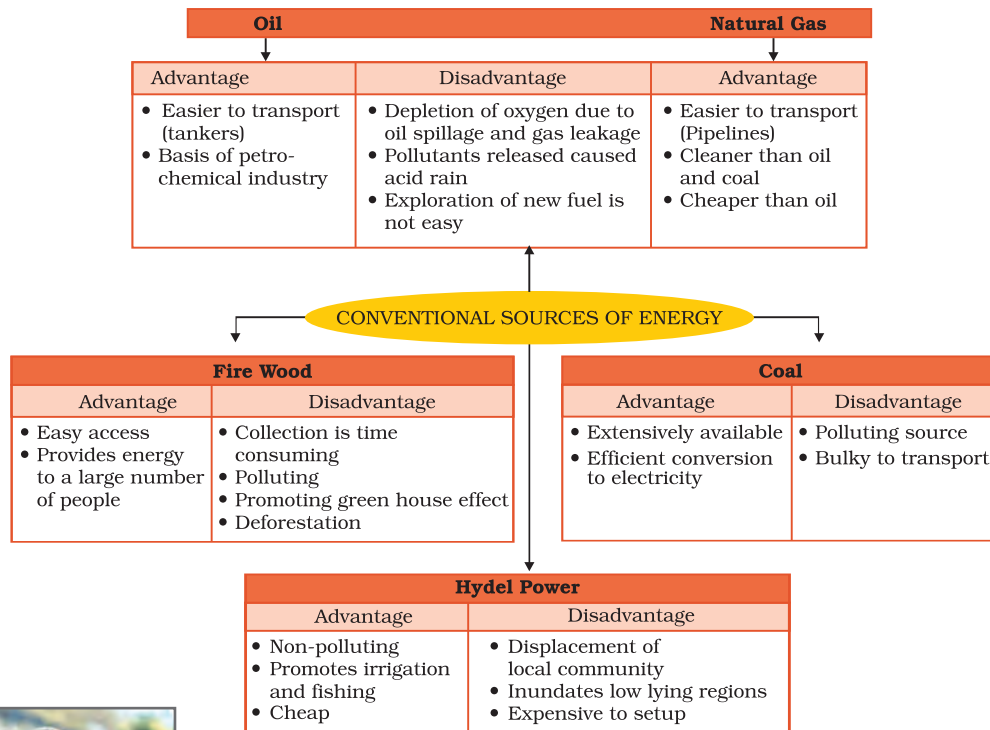 Oil Natural Gas
Advantage Disadvantage Advantage
• Easier to transport
(tankers)
• Basis of petro-
chemical industry
• Depletion of oxygen due to
oil spillage and gas leakage
• Pollutants released caused
acid rain
• Exploration of new fuel is
not easy
• Easier to transport
(Pipelines)
• Cleaner than oil
and coal
• Cheaper than oil
CONVENTIONAL SOURCES OF ENERGY
Fire Wood
Advantage Disadvantage
• Easy access
• Provides energy
to a large number
of people
• Collection is time
consuming
• Polluting
• Promoting green house effect
• Deforestation
Coal
Advantage Disadvantage
• Extensively available
• Efficient conversion
to electricity
• Polluting source
• Bulky to transport
Hydel Power
Advantage Disadvantage
• Non-polluting
• Promotes irrigation
and fishing
• Cheap
• Displacement of
local community
• Inundates low lying regions
• Expensive to setup